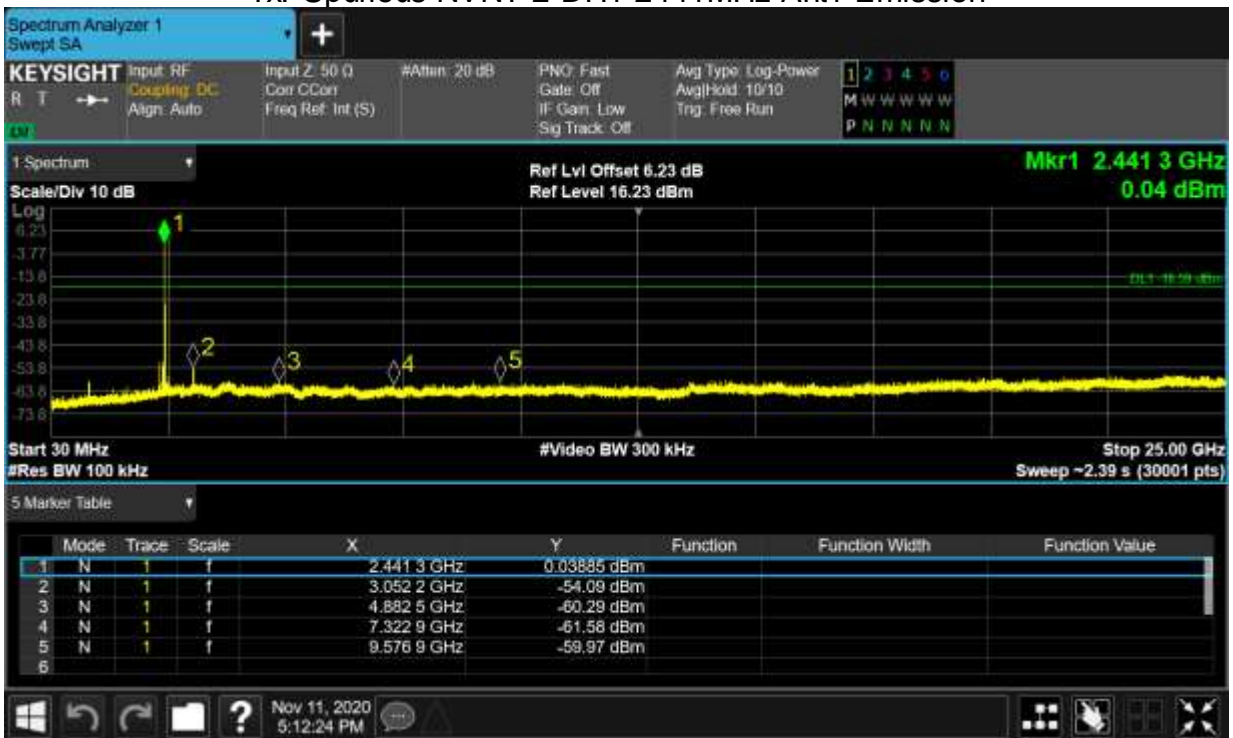 Tx. Spurious NVNT 2-DH1 2441MHz Ant1 Emission
Spectrum Analyzer 1
Swept SA
KEYSIGHT
R T
Input: RF
Coupling: DC
Align: Auto
Input Z: 50 Ω
Corr CCorr
Freq Ref: Int (S)
#Atten: 20 dB
PNO: Fast
Gate: Off
IF Gain: Low
Sig Track: Off
Avg Type: Log-Power
Avg|Hold: 10/10
Trig: Free Run
1 2 3 4 5 6
M W W W W W
P N N N N N
1 Spectrum
Scale/Div 10 dB
Ref Lvl Offset 6.23 dB
Ref Level 16.23 dBm
Mkr1 2.441 3 GHz
0.04 dBm
Log
6.23
-3.77
-13.8
-23.8
-33.8
-43.8
-53.8
-63.8
-73.8
1
2
3
4
5
Start 30 MHz
#Video BW 300 kHz
Stop 25.00 GHz
#Res BW 100 kHz
Sweep ~2.39 s (30001 pts)
5 Marker Table
Mode Trace Scale X Y Function Function Width Function Value
1 N 1 f 2.441 3 GHz 0.03885 dBm
2 N 1 f 3.052 2 GHz -54.09 dBm
3 N 1 f 4.882 5 GHz -60.29 dBm
4 N 1 f 7.322 9 GHz -61.58 dBm
5 N 1 f 9.576 9 GHz -59.97 dBm
6
?
Nov 11, 2020
5:12:24 PM